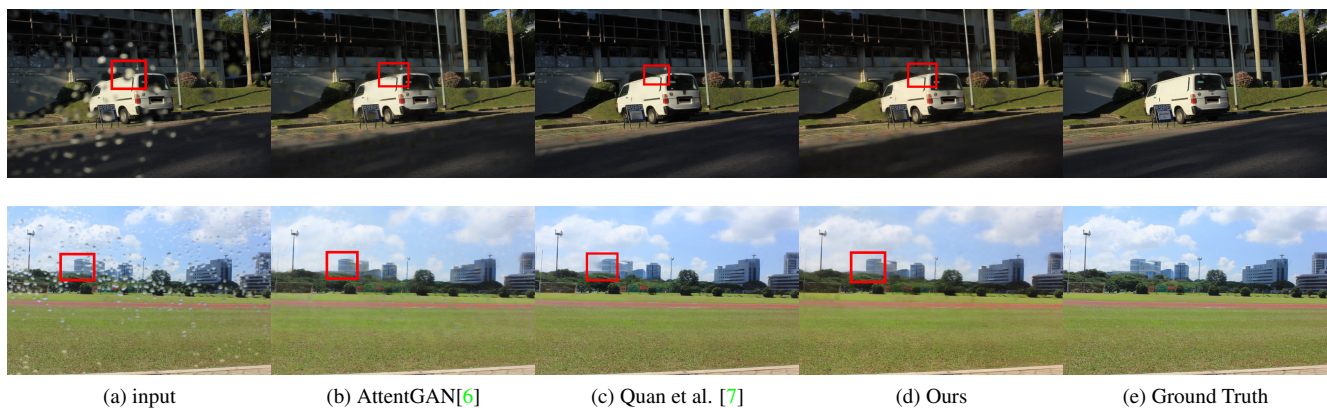 (a) input
(b) AttentGAN[6]
(c) Quan et al. [7]
(d) Ours
(e) Ground Truth